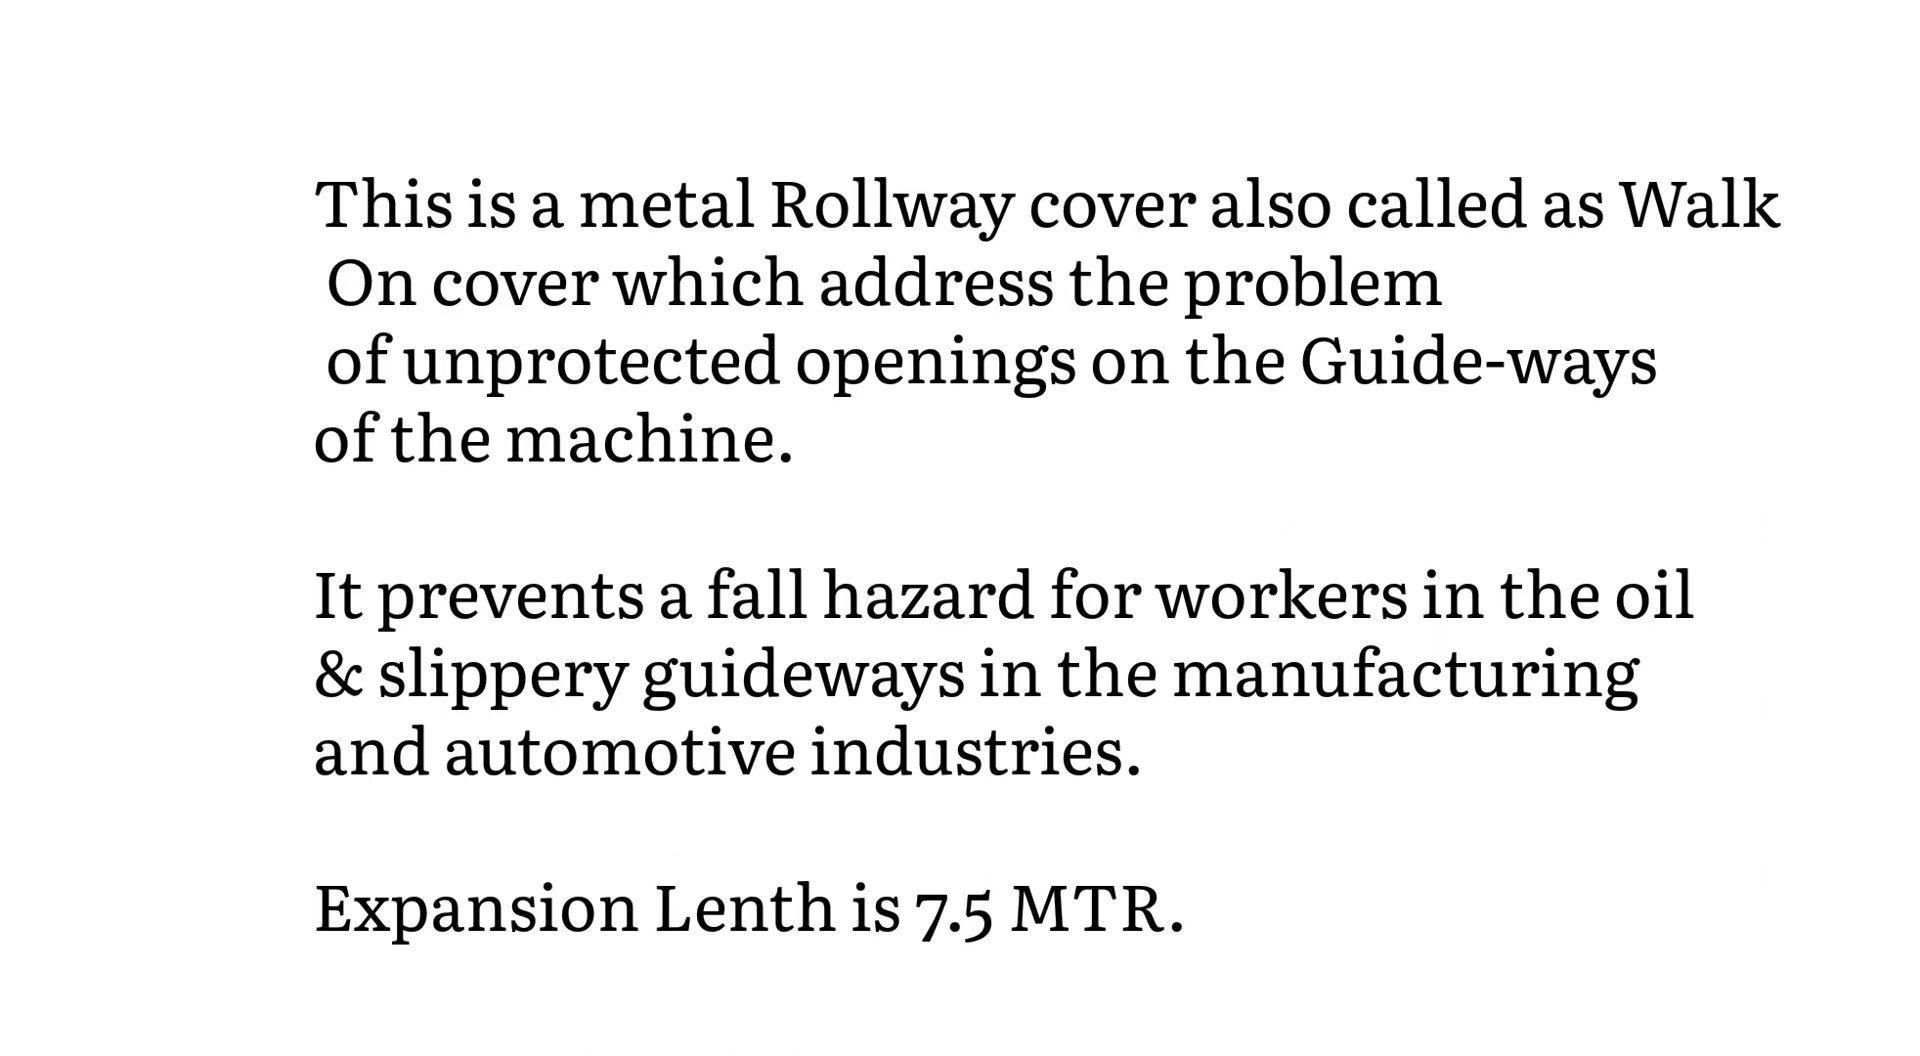 This is a metal Rollway cover also called as Walk
On cover which address the problem
of unprotected openings on the Guide-ways
of the machine.
It prevents a fall hazard for workers in the oil
& slippery guideways in the manufacturing
and automotive industries.
Expansion Lenth is 7.5 MTR.